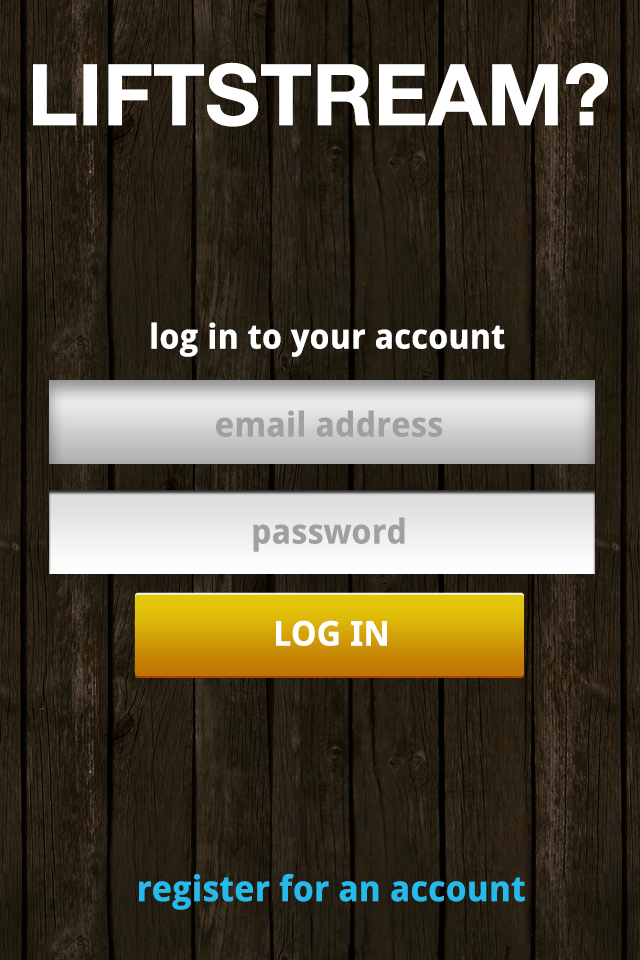 LIFTSTREAM?
log in to your account
email address
password
LOG IN
register for an account